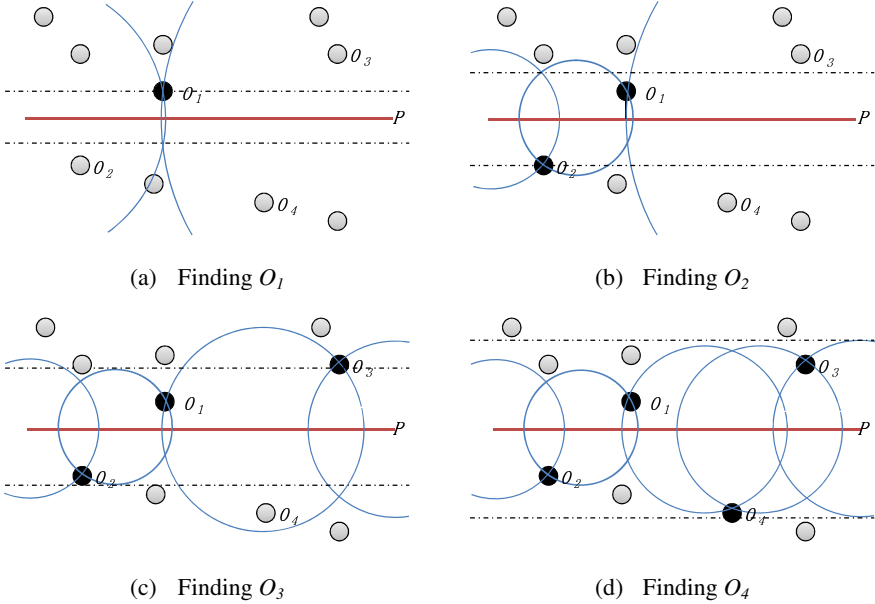 O3
O1
P
O2
O4
(a) Finding O1
O3
O1
P
O2
O4
(b) Finding O2
O3
O1
P
O2
O4
(c) Finding O3
O3
O1
P
O2
O4
(d) Finding O4